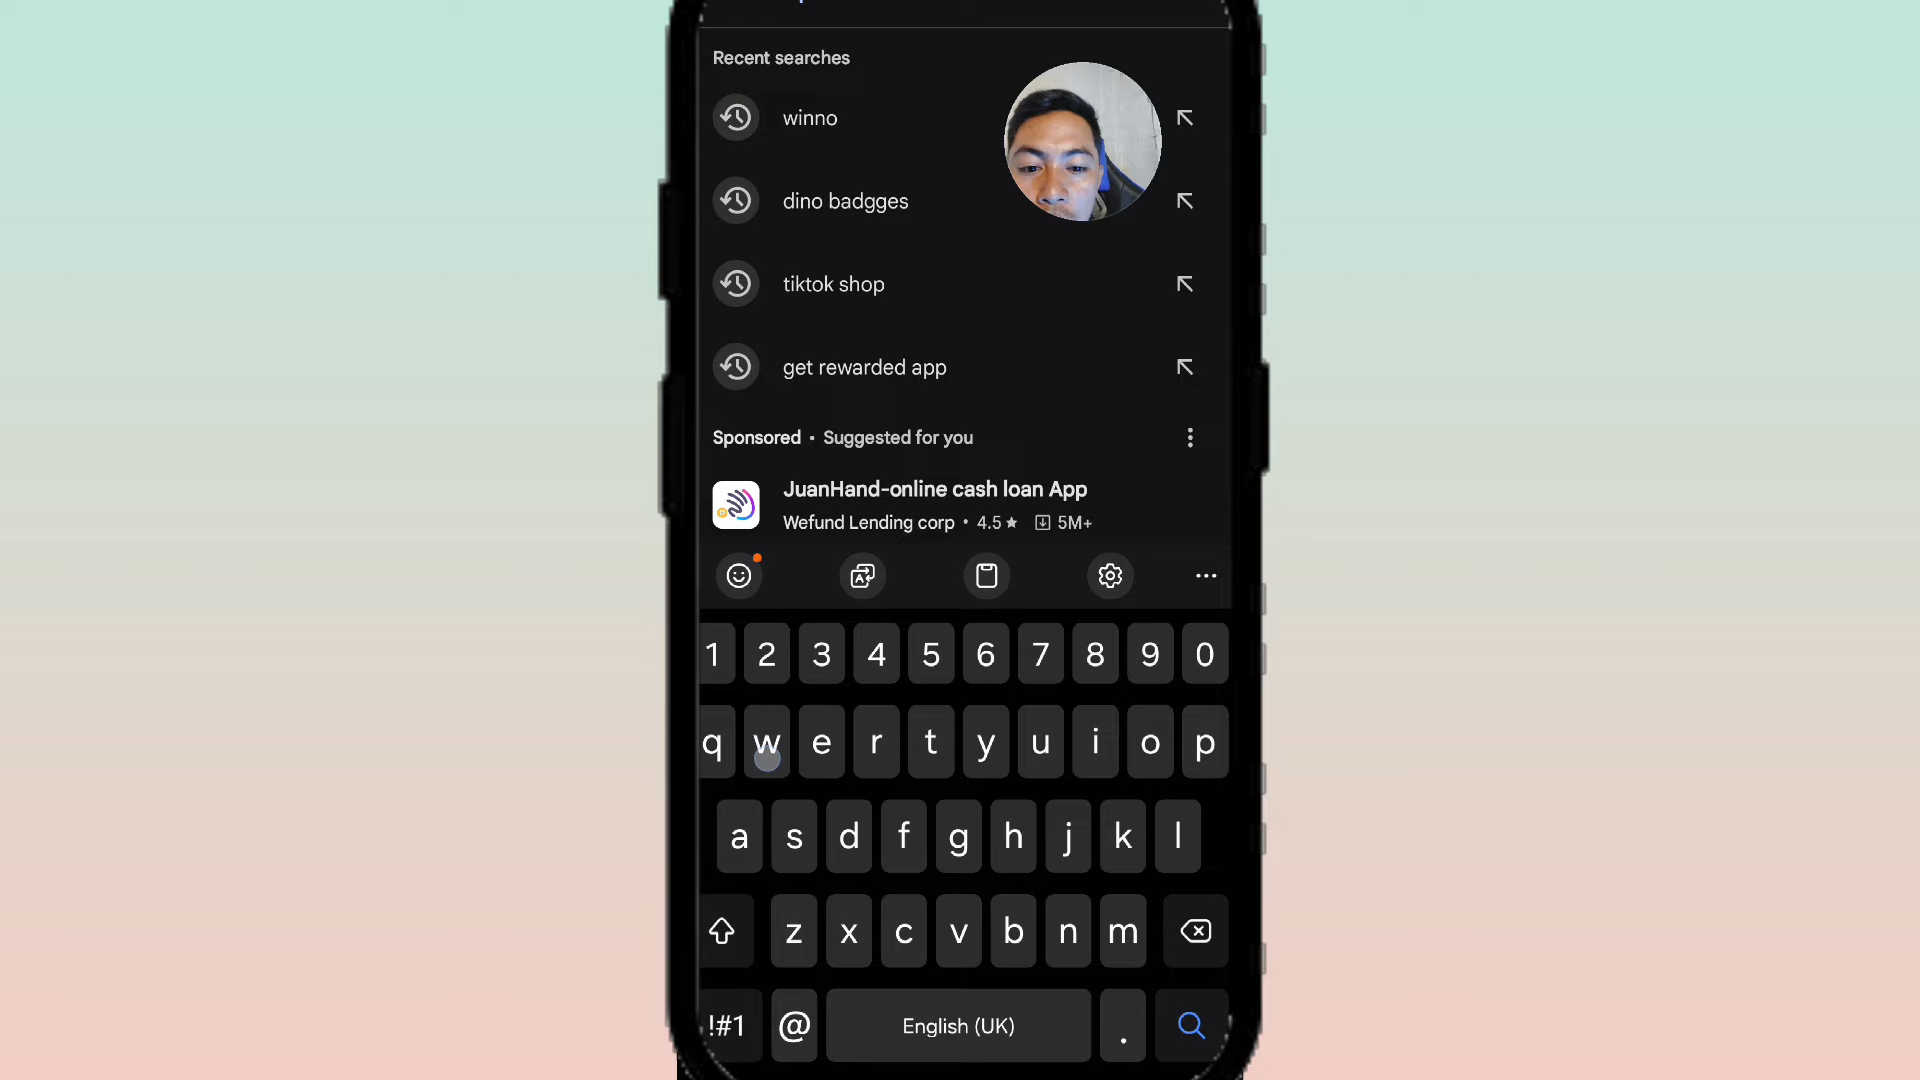 Recent searches
winno
dino badgges
tiktok shop
get rewarded app
Sponsored • Suggested for you
JuanHand-online cash loan App
Wefund Lending corp • 4.5★ 5M+
1 2 3 4 5 6 7 8 9 0
q w e r t y u i o p
a s d f g h j k l
z x c v b n m
!#1 @ English (UK) .